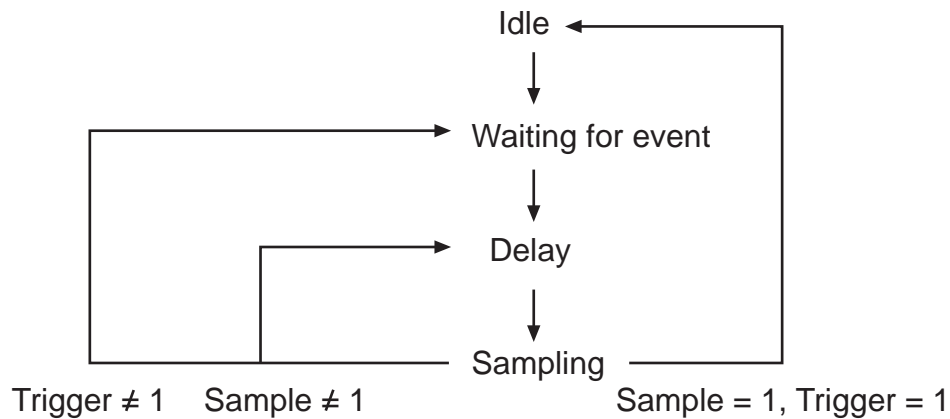 Idle
Waiting for event
Delay
Sampling
Trigger ≠ 1
Sample ≠ 1
Sample = 1, Trigger = 1